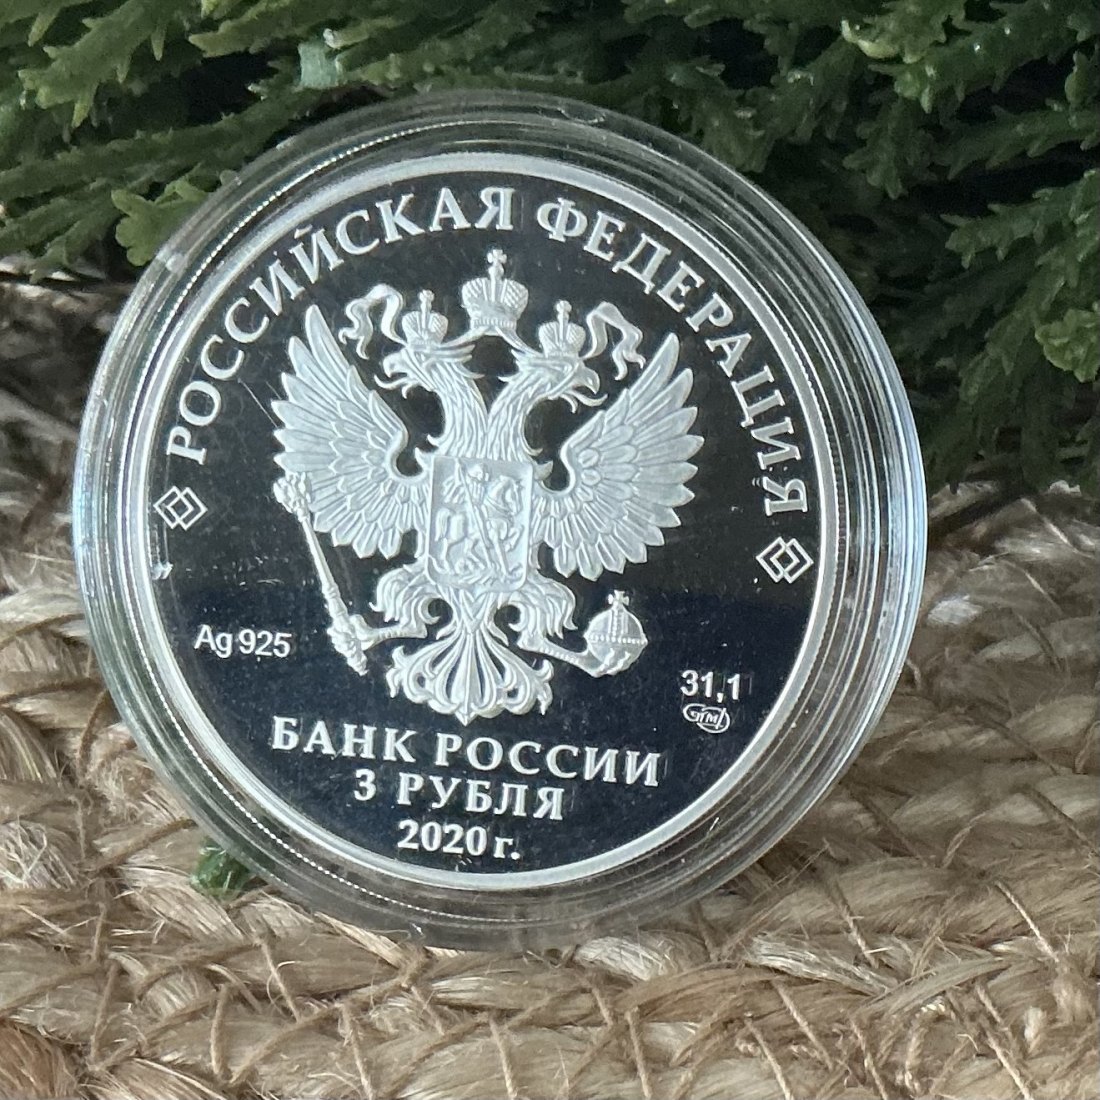 РОССИЙСКАЯ ФЕДЕРАЦИЯ
Ag 925
31,1
БАНК РОССИИ
3 РУБЛЯ
2020 г.